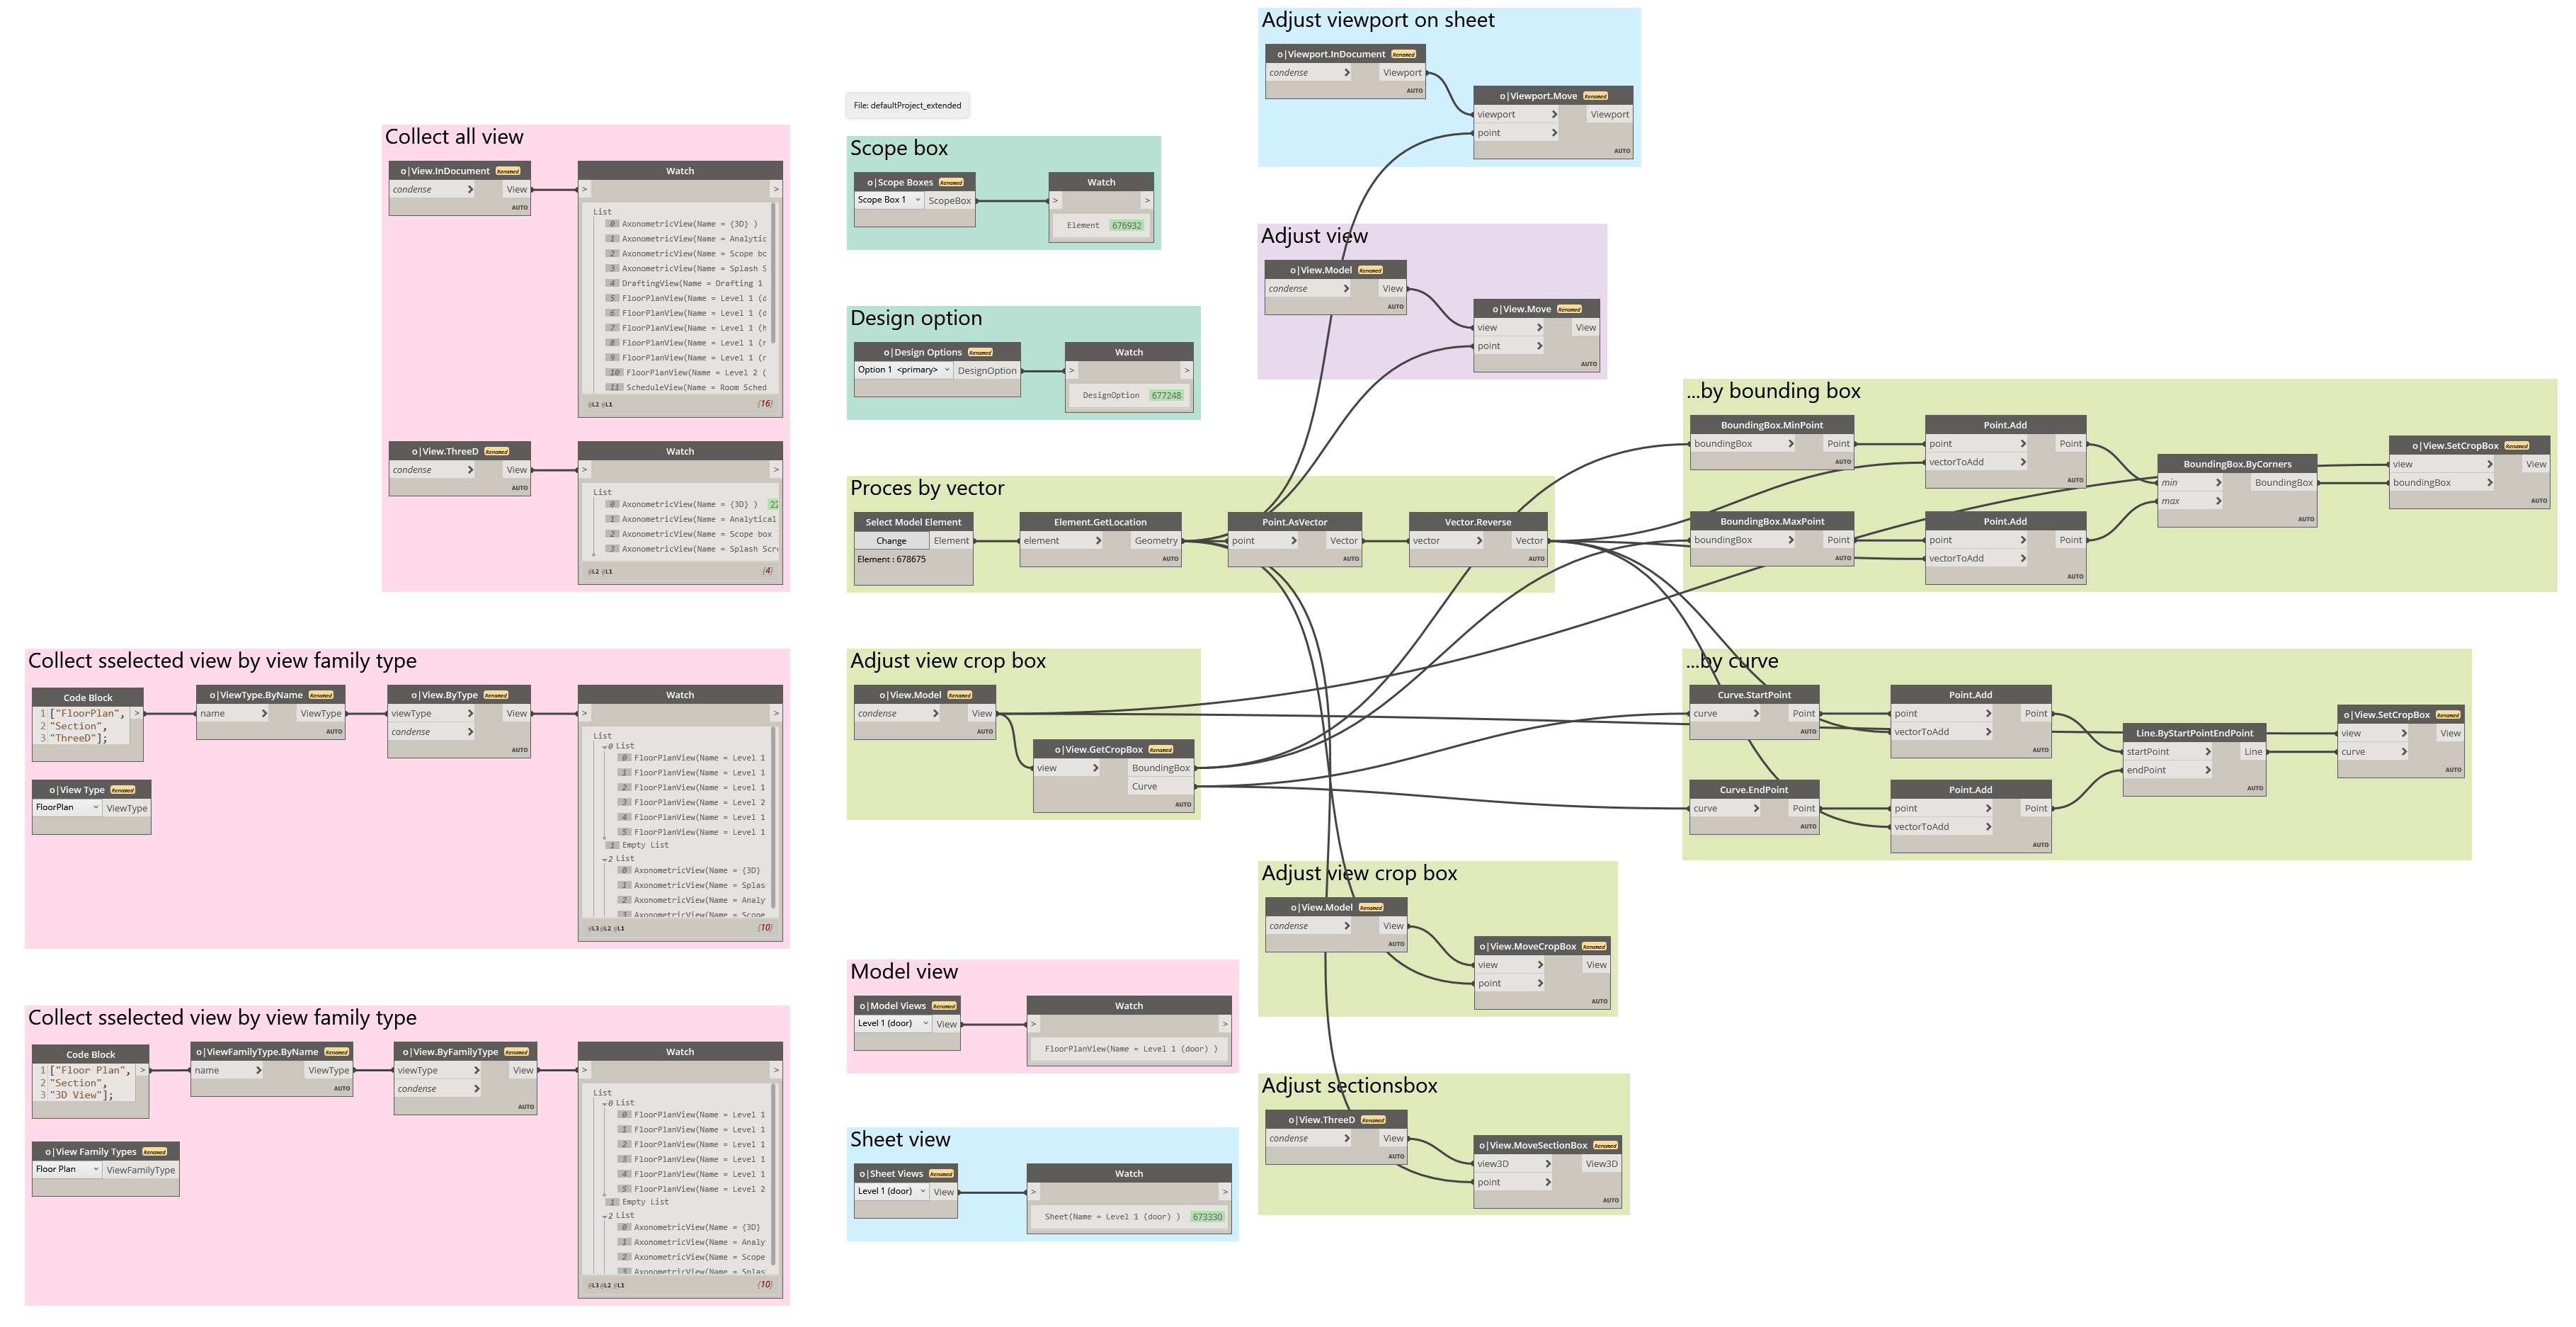 Collect all view
o|View.InDocument Renamed
condense View
AUTO
Watch
> >
List
0 AxonometricView(Name = {3D} )
1 AxonometricView(Name = Analytic
2 AxonometricView(Name = Scope bo
3 AxonometricView(Name = Splash S
4 DraftingView(Name = Drafting 1
5 FloorPlanView(Name = Level 1 (d
6 FloorPlanView(Name = Level 1 (d
7 FloorPlanView(Name = Level 1 (h
8 FloorPlanView(Name = Level 1 (r
9 FloorPlanView(Name = Level 1 (r
10 FloorPlanView(Name = Level 2 (
11 ScheduleView(Name = Room Sched
@L2 @L1 {16}
o|View.ThreeD Renamed
condense View
AUTO
Watch
> >
List
0 AxonometricView(Name = {3D} ) 22
1 AxonometricView(Name = Analytical
2 AxonometricView(Name = Scope box
3 AxonometricView(Name = Splash Scre
@L2 @L1 {4}
Collect sselected view by view family type
Code Block
1 ["FloorPlan",
2 "Section",
3 "ThreeD"];
>
o|ViewType.ByName Renamed
name ViewType
AUTO
o|View.ByType Renamed
viewType View
condense
AUTO
Watch
> >
List
0 List
0 FloorPlanView(Name = Level 1
1 FloorPlanView(Name = Level 1
2 FloorPlanView(Name = Level 1
3 FloorPlanView(Name = Level 2
4 FloorPlanView(Name = Level 1
5 FloorPlanView(Name = Level 1
1 Empty List
2 List
0 AxonometricView(Name = {3D}
1 AxonometricView(Name = Splas
2 AxonometricView(Name = Analy
3 AxonometricView(Name = Scope
@L3 @L2 @L1 {10}
o|View Type Renamed
FloorPlan ViewType
Collect sselected view by view family type
Code Block
1 ["Floor Plan",
2 "Section",
3 "3D View"];
>
o|ViewFamilyType.ByName Renamed
name ViewType
AUTO
o|View.ByFamilyType Renamed
viewType View
condense
AUTO
Watch
> >
List
0 List
0 FloorPlanView(Name = Level 1
1 FloorPlanView(Name = Level 1
2 FloorPlanView(Name = Level 1
3 FloorPlanView(Name = Level 1
4 FloorPlanView(Name = Level 1
5 FloorPlanView(Name = Level 2
1 Empty List
2 List
0 AxonometricView(Name = {3D}
1 AxonometricView(Name = Analy
2 AxonometricView(Name = Scope
3 AxonometricView(Name = Splas
@L3 @L2 @L1 {10}
o|View Family Types Renamed
Floor Plan ViewFamilyType
File: defaultProject_extended
Scope box
o|Scope Boxes Renamed
Scope Box 1 ScopeBox
Watch
> >
Element 676932
Design option
o|Design Options Renamed
Option 1 <primary> DesignOption
Watch
> >
DesignOption 677248
Proces by vector
Select Model Element
Change Element
Element : 678675
Element.GetLocation
element Geometry
AUTO
Point.AsVector
point Vector
AUTO
Vector.Reverse
vector Vector
AUTO
Adjust view crop box
o|View.Model Renamed
condense View
AUTO
o|View.GetCropBox Renamed
view BoundingBox
Curve
AUTO
Model view
o|Model Views Renamed
Level 1 (door) View
Watch
> >
FloorPlanView(Name = Level 1 (door) )
Sheet view
o|Sheet Views Renamed
Level 1 (door) View
Watch
> >
Sheet(Name = Level 1 (door) ) 673330
Adjust viewport on sheet
o|Viewport.InDocument Renamed
condense Viewport
AUTO
o|Viewport.Move Renamed
viewport Viewport
point
AUTO
Adjust view
o|View.Model Renamed
condense View
AUTO
o|View.Move Renamed
view View
point
AUTO
Adjust view crop box
o|View.Model Renamed
condense View
AUTO
o|View.MoveCropBox Renamed
view View
point
AUTO
Adjust sectionsbox
o|View.ThreeD Renamed
condense View
AUTO
o|View.MoveSectionBox Renamed
view3D View3D
point
AUTO
...by bounding box
BoundingBox.MinPoint
boundingBox Point
AUTO
Point.Add
point Point
vectorToAdd
AUTO
BoundingBox.MaxPoint
boundingBox Point
AUTO
Point.Add
point Point
vectorToAdd
AUTO
BoundingBox.ByCorners
min BoundingBox
max
AUTO
o|View.SetCropBox Renamed
view View
boundingBox
AUTO
...by curve
Curve.StartPoint
curve Point
AUTO
Point.Add
point Point
vectorToAdd
AUTO
Curve.EndPoint
curve Point
AUTO
Point.Add
point Point
vectorToAdd
AUTO
Line.ByStartPointEndPoint
startPoint Line
endPoint
AUTO
o|View.SetCropBox Renamed
view View
curve
AUTO